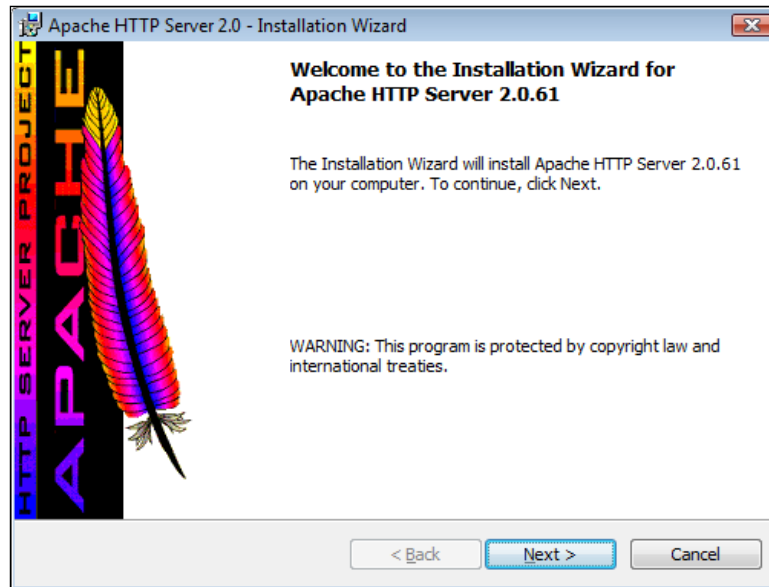 Apache HTTP Server 2.0 - Installation Wizard
HTTP SERVER PROJECT
APACHE
Welcome to the Installation Wizard for
Apache HTTP Server 2.0.61
The Installation Wizard will install Apache HTTP Server 2.0.61
on your computer. To continue, click Next.
WARNING: This program is protected by copyright law and
international treaties.
< Back
Next >
Cancel